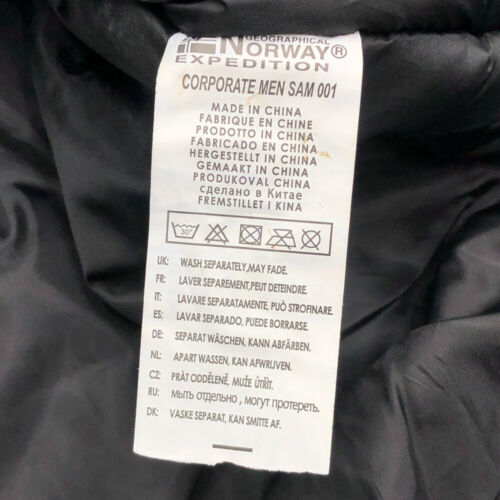 GEOGRAPHICAL
NORWAY®
EXPEDITION
CORPORATE MEN SAM 001
MADE IN CHINA
FABRIQUE EN CHINE
PRODOTTO IN CHINA
FABRICADO EN CHINA
HERGESTELLT IN CHINA
GEMAAKT IN CHINA
PRODUKOVAL CHINA
сделано в Китае
FREMSTILLET I KINA
30°
UK: WASH SEPARATELY,MAY FADE.
FR: LAVER SEPAREMENT,PEUT DETEINDRE.
IT: LAVARE SEPARATAMENTE, PUÒ STROFINARE.
ES: LAVAR SEPARADO, PUEDE BORRARSE.
DE: SEPARAT WÄSCHEN, KANN ABFÄRBEN.
NL: APART WASSEN, KAN AFWRIJVEN.
CZ: PRÁT ODDĚLENĚ, MUŽE ÚTŘÍT.
RU: мыть отдельно , могут протереть.
DK: VASKE SEPARAT, KAN SMITTE AF.